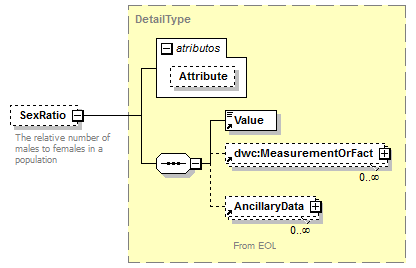 DetailType
atributos
Attribute
SexRatio
The relative number of
males to females in a
population
Value
dwc:MeasurementOrFact
0..∞
AncillaryData
0..∞
From EOL